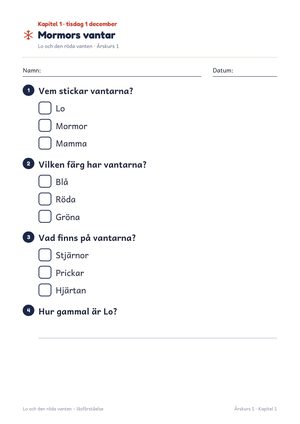 Kapitel 1 · tisdag 1 december
Mormors vantar
Lo och den röda vanten · Årskurs 1
Namn:
Datum:
1 Vem stickar vantarna?
Lo
Mormor
Mamma
2 Vilken färg har vantarna?
Blå
Röda
Gröna
3 Vad finns på vantarna?
Stjärnor
Prickar
Hjärtan
4 Hur gammal är Lo?
Lo och den röda vanten – läsförståelse
Årskurs 1 · Kapitel 1